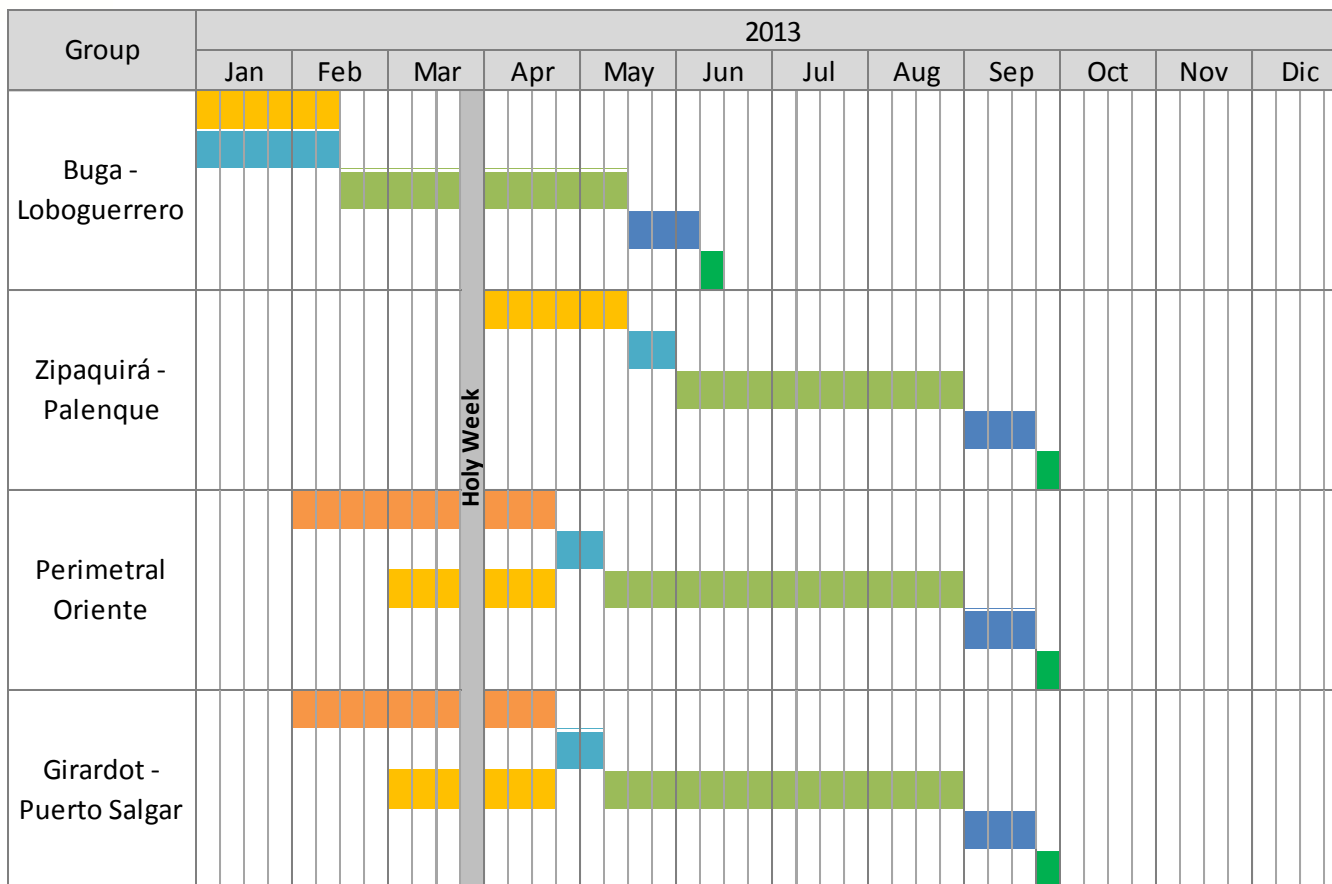 Group
2013
Jan Feb Mar Apr May Jun Jul Aug Sep Oct Nov Dic
Buga -
Loboguerrero
Zipaquirá -
Palenque
Holy Week
Perimetral
Oriente
Girardot -
Puerto Salgar